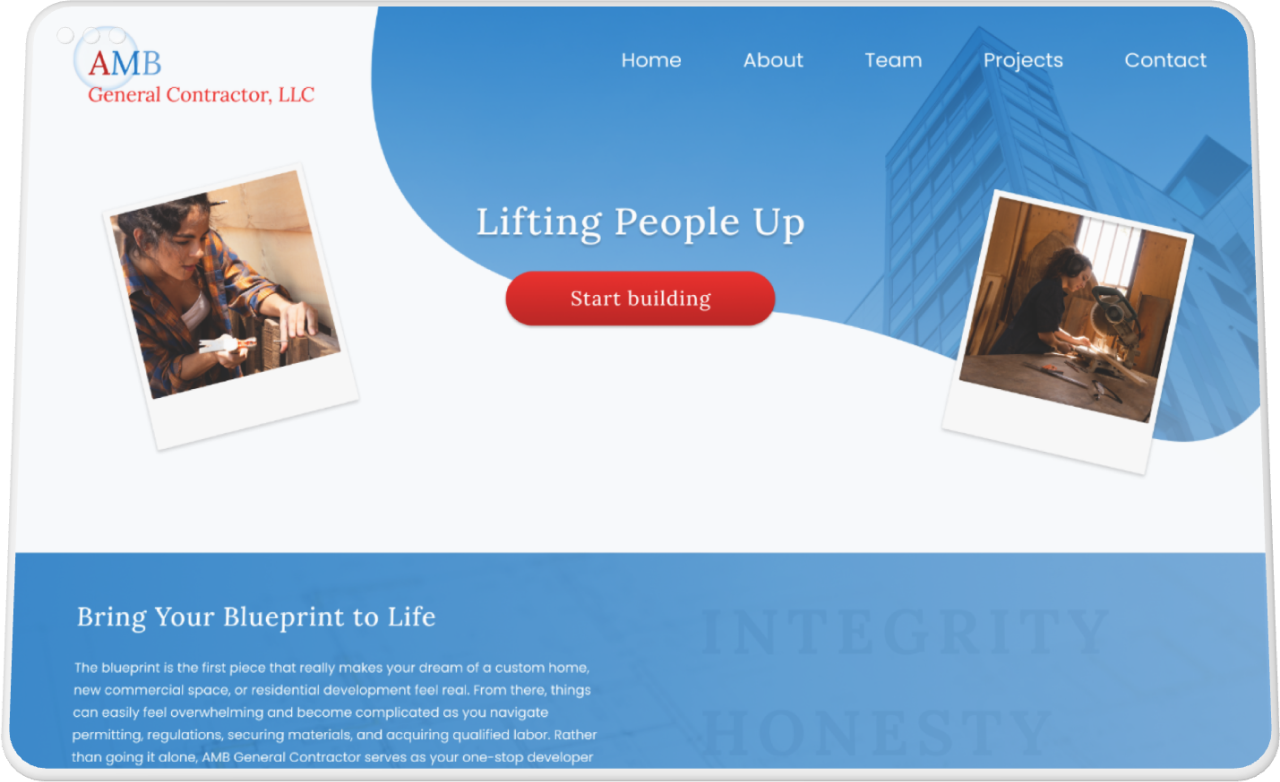 AMB
General Contractor, LLC
Home About Team Projects Contact
Lifting People Up
Start building
Bring Your Blueprint to Life
The blueprint is the first piece that really makes your dream of a custom home,
new commercial space, or residential development feel real. From there, things
can easily feel overwhelming and become complicated as you navigate
permitting, regulations, securing materials, and acquiring qualified labor. Rather
than going it alone, AMB General Contractor serves as your one-stop developer
INTEGRITY
HONESTY